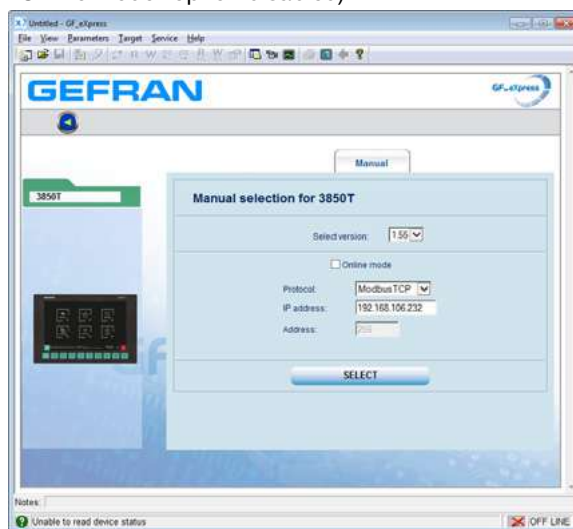 Untitled - GF_eXpress
File View Parameters Target Service Help
GEFRAN
GF_eXpress
Manual
3850T
Manual selection for 3850T
Select version: 1.55
Online mode
Protocol: ModbusTCP
IP address: 192.168.106.232
Address: 255
SELECT
Notes:
Unable to read device status
OFF LINE